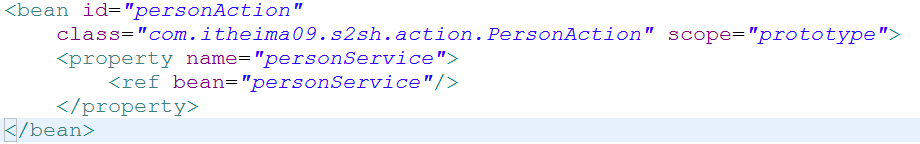 <bean id="personAction"
class="com.itheima09.s2sh.action.PersonAction" scope="prototype">
<property name="personService">
<ref bean="personService"/>
</property>
</bean>